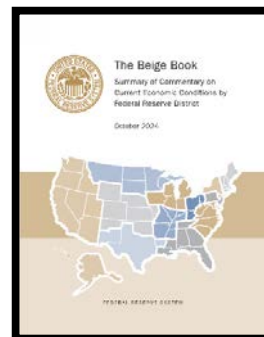 The Beige Book
Summary of Commentary on
Current Economic Conditions by
Federal Reserve District
October 2024
FEDERAL RESERVE SYSTEM